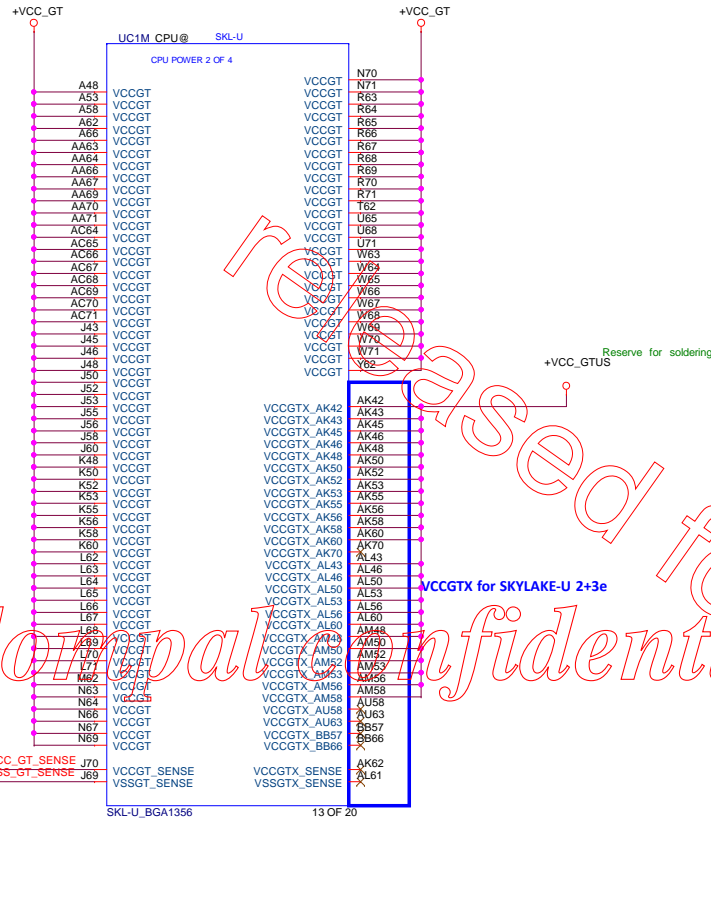 +VCC_GT
+VCC_GT
UC1M CPU@ SKL-U
CPU POWER 2 OF 4
A48 VCCGT
A53 VCCGT
A58 VCCGT
A62 VCCGT
A66 VCCGT
AA63 VCCGT
AA64 VCCGT
AA66 VCCGT
AA67 VCCGT
AA69 VCCGT
AA70 VCCGT
AA71 VCCGT
AC64 VCCGT
AC65 VCCGT
AC66 VCCGT
AC67 VCCGT
AC68 VCCGT
AC69 VCCGT
AC70 VCCGT
AC71 VCCGT
J43 VCCGT
J45 VCCGT
J46 VCCGT
J48 VCCGT
J50 VCCGT
J52 VCCGT
J53 VCCGT
J55 VCCGT
J56 VCCGT
J58 VCCGT
J60 VCCGT
K48 VCCGT
K50 VCCGT
K52 VCCGT
K53 VCCGT
K55 VCCGT
K56 VCCGT
K58 VCCGT
K60 VCCGT
L62 VCCGT
L63 VCCGT
L64 VCCGT
L65 VCCGT
L66 VCCGT
L67 VCCGT
L68 VCCGT
L69 VCCGT
L70 VCCGT
L71 VCCGT
M62 VCCGT
N63 VCCGT
N64 VCCGT
N66 VCCGT
N67 VCCGT
N69 VCCGT
CC_GT_SENSE J70 VCCGT_SENSE
SS_GT_SENSE J69 VSSGT_SENSE
VCCGT N70
VCCGT N71
VCCGT R63
VCCGT R64
VCCGT R65
VCCGT R66
VCCGT R67
VCCGT R68
VCCGT R69
VCCGT R70
VCCGT R71
VCCGT T62
VCCGT U65
VCCGT U68
VCCGT U71
VCCGT W63
VCCGT W64
VCCGT W65
VCCGT W66
VCCGT W67
VCCGT W68
VCCGT W69
VCCGT W70
VCCGT W71
VCCGT Y62
VCCGTX_AK42 AK42
VCCGTX_AK43 AK43
VCCGTX_AK45 AK45
VCCGTX_AK46 AK46
VCCGTX_AK48 AK48
VCCGTX_AK50 AK50
VCCGTX_AK52 AK52
VCCGTX_AK53 AK53
VCCGTX_AK55 AK55
VCCGTX_AK56 AK56
VCCGTX_AK58 AK58
VCCGTX_AK60 AK60
VCCGTX_AK70 AK70
VCCGTX_AL43 AL43
VCCGTX_AL46 AL46
VCCGTX_AL50 AL50
VCCGTX_AL53 AL53
VCCGTX_AL56 AL56
VCCGTX_AL60 AL60
VCCGTX_AM48 AM48
VCCGTX_AM50 AM50
VCCGTX_AM52 AM52
VCCGTX_AM53 AM53
VCCGTX_AM56 AM56
VCCGTX_AM58 AM58
VCCGTX_AU58 AU58
VCCGTX_AU63 AU63
VCCGTX_BB57 BB57
VCCGTX_BB66 BB66
VCCGTX_SENSE AK62
VSSGTX_SENSE AL61
Reserve for soldering
+VCC_GTUS
VCCGTX for SKYLAKE-U 2+3e
SKL-U_BGA1356
13 OF 20
released fo
ompal Confident